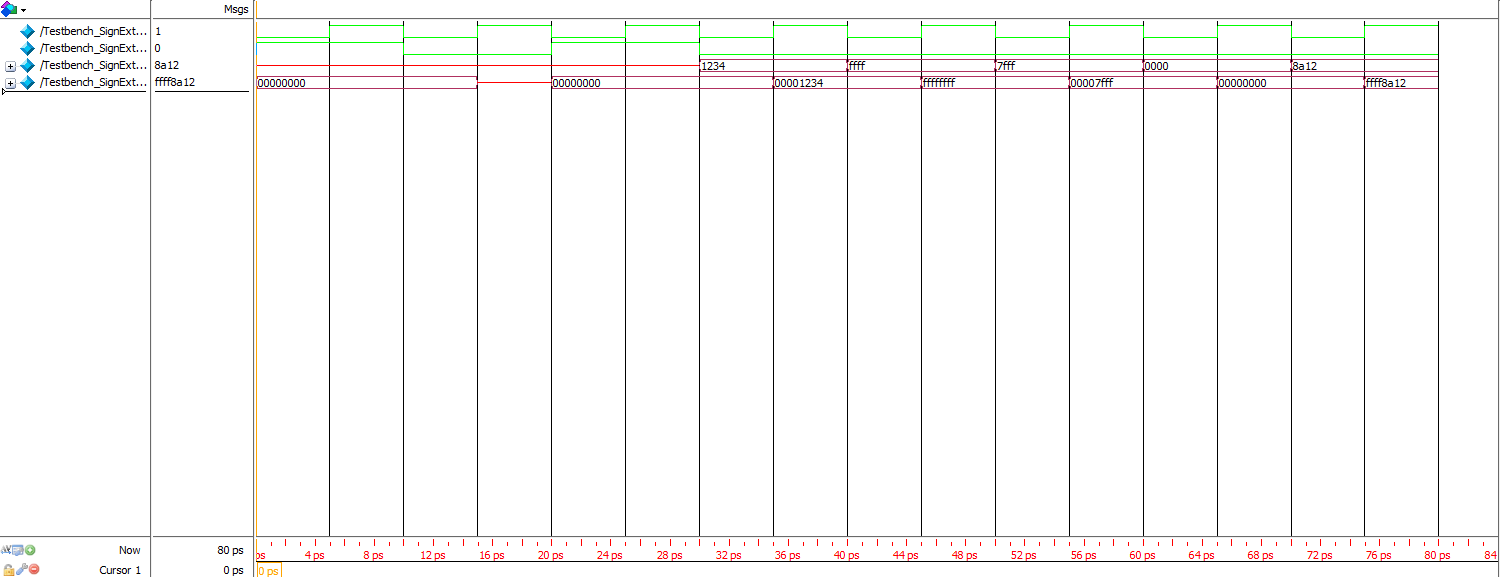 Msgs
/Testbench_SignExt... 1
/Testbench_SignExt... 0
/Testbench_SignExt... 8a12 1234 ffff 7fff 0000 8a12
/Testbench_SignExt... ffff8a12 00000000 00000000 00001234 ffffffff 00007fff 00000000 ffff8a12
Now 80 ps ps 4 ps 8 ps 12 ps 16 ps 20 ps 24 ps 28 ps 32 ps 36 ps 40 ps 44 ps 48 ps 52 ps 56 ps 60 ps 64 ps 68 ps 72 ps 76 ps 80 ps 84
Cursor 1 0 ps 0 ps